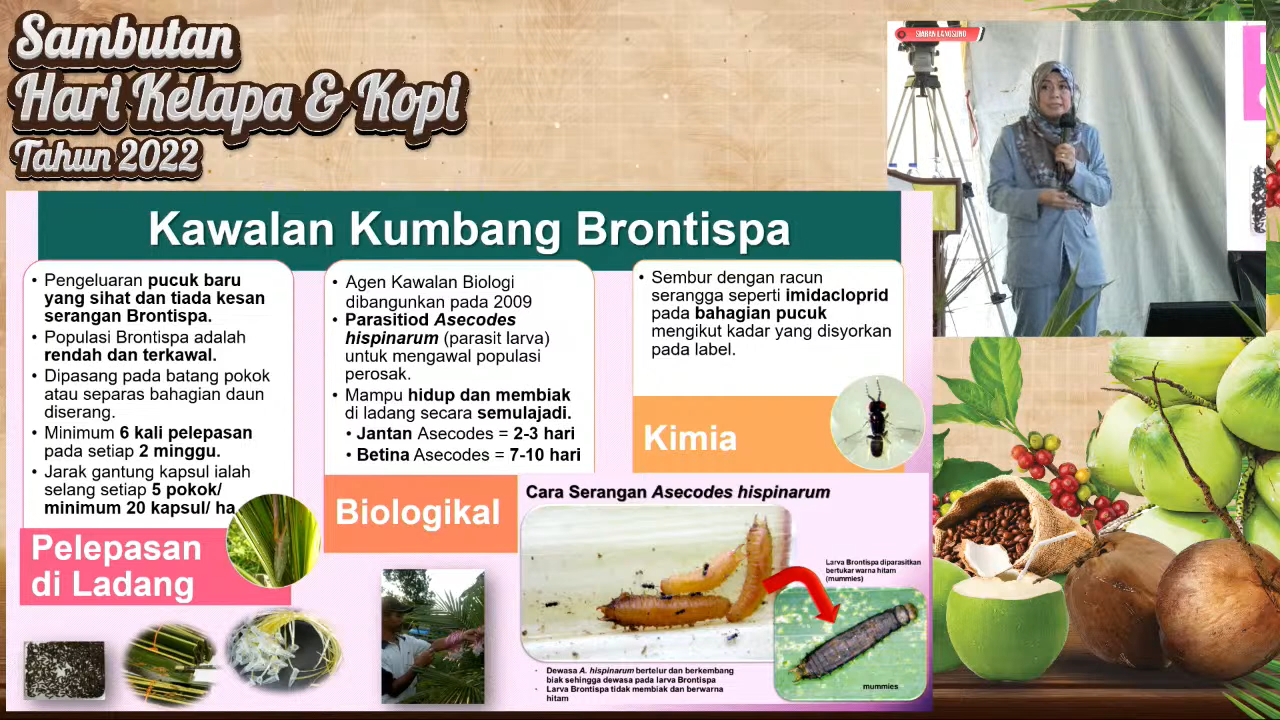 Sambutan
Hari Kelapa & Kopi
Tahun 2022
SIARAN LANGSUNG
Kawalan Kumbang Brontispa
• Pengeluaran pucuk baru
yang sihat dan tiada kesan
serangan Brontispa.
• Populasi Brontispa adalah
rendah dan terkawal.
• Dipasang pada batang pokok
atau separas bahagian daun
diserang.
• Minimum 6 kali pelepasan
pada setiap 2 minggu.
• Jarak gantung kapsul ialah
selang setiap 5 pokok/
minimum 20 kapsul/ ha
Pelepasan
di Ladang
• Agen Kawalan Biologi
dibangunkan pada 2009
• Parasitiod Asecodes
hispinarum (parasit larva)
untuk mengawal populasi
perosak.
• Mampu hidup dan membiak
di ladang secara semulajadi.
• Jantan Asecodes = 2-3 hari
• Betina Asecodes = 7-10 hari
Biologikal
• Sembur dengan racun
serangga seperti imidacloprid
pada bahagian pucuk
mengikut kadar yang disyorkan
pada label.
Kimia
Cara Serangan Asecodes hispinarum
Larva Brontispa diparasitkan
bertukar warna hitam
(mummies)
mummies
· Dewasa A. hispinarum bertelur dan berkembang
biak sehingga dewasa pada larva Brontispa
· Larva Brontispa tidak membiak dan berwarna
hitam